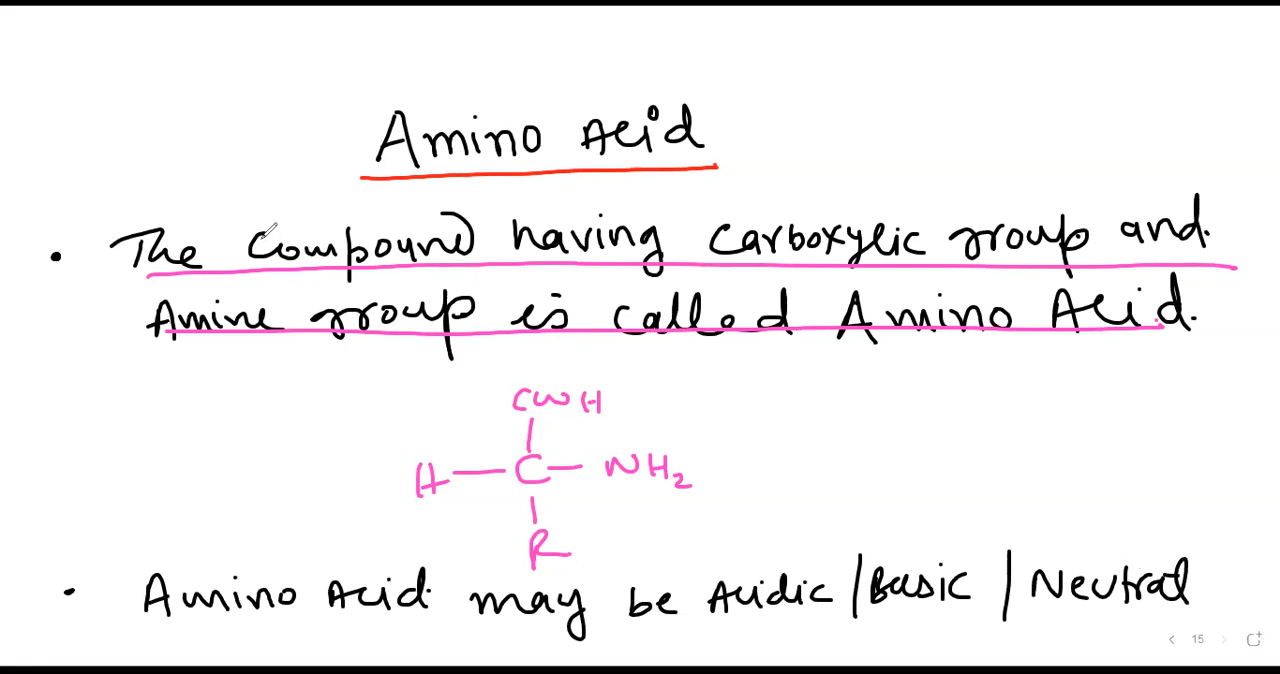 Amino Acid
• The Compound having carboxylic group and
Amine group is called Amino Acid.
COOH
H — C — NH₂
R
• Amino Acid may be Acidic / Basic / Neutral
15